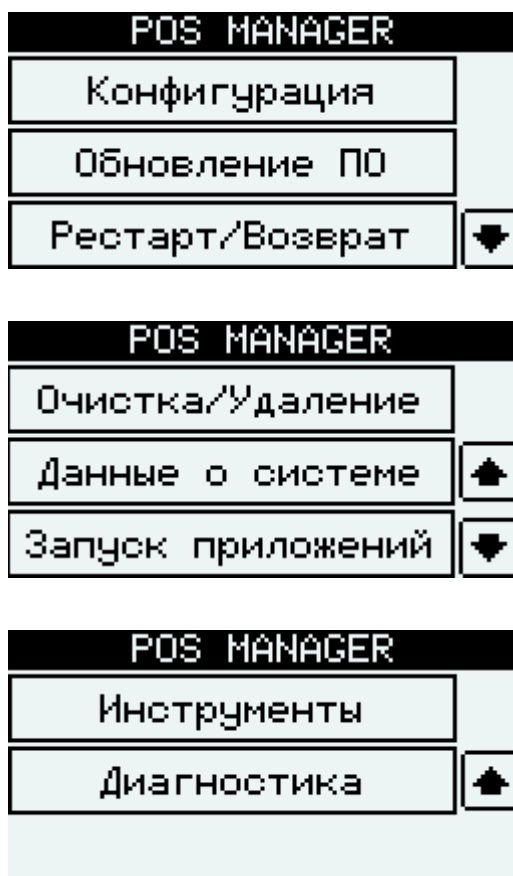 POS MANAGER
Конфигурация
Обновление ПО
Рестарт/Возврат
POS MANAGER
Очистка/Удаление
Данные о системе
Запуск приложений
POS MANAGER
Инструменты
Диагностика